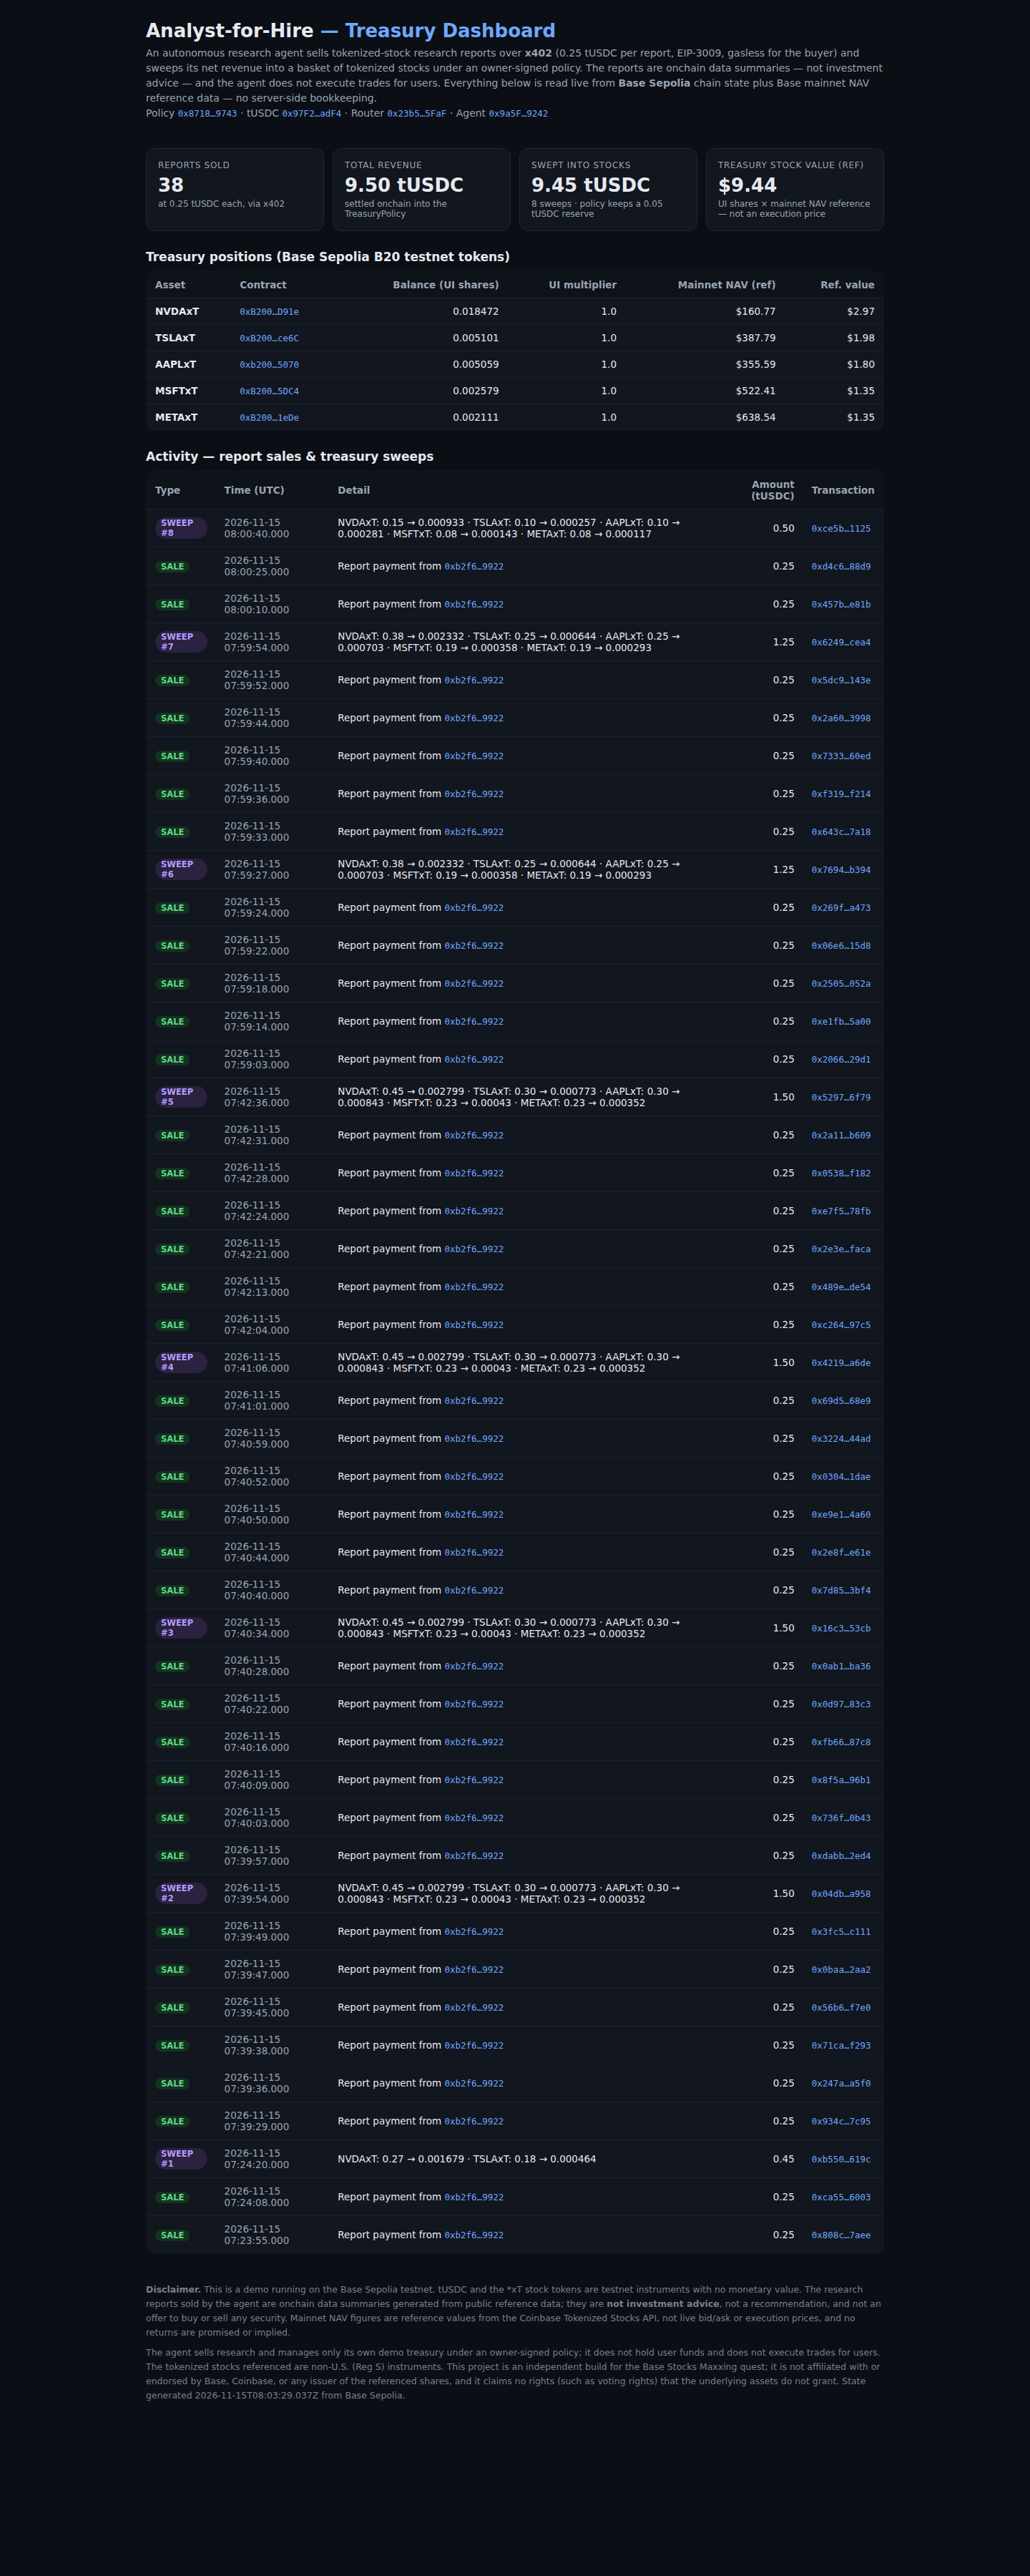 Analyst-for-Hire — Treasury Dashboard
An autonomous research agent sells tokenized-stock research reports over x402 (0.25 tUSDC per report, EIP-3009, gasless for the buyer) and
sweeps its net revenue into a basket of tokenized stocks under an owner-signed policy. The reports are onchain data summaries — not investment
advice — and the agent does not execute trades for users. Everything below is read live from Base Sepolia chain state plus Base mainnet NAV
reference data — no server-side bookkeeping.
Policy 0x8718…9743 · tUSDC 0x97F2…adF4 · Router 0x23b5…5FaF · Agent 0x9a5F…9242
REPORTS SOLD
38
at 0.25 tUSDC each, via x402
TOTAL REVENUE
9.50 tUSDC
settled onchain into the
TreasuryPolicy
SWEPT INTO STOCKS
9.45 tUSDC
8 sweeps · policy keeps a 0.05
tUSDC reserve
TREASURY STOCK VALUE (REF)
$9.44
UI shares × mainnet NAV reference
— not an execution price
Treasury positions (Base Sepolia B20 testnet tokens)
Asset Contract Balance (UI shares) UI multiplier Mainnet NAV (ref) Ref. value
NVDAxT 0xB200…D91e 0.018472 1.0 $160.77 $2.97
TSLAxT 0xB200…ce6C 0.005101 1.0 $387.79 $1.98
AAPLxT 0xb200…5070 0.005059 1.0 $355.59 $1.80
MSFTxT 0xB200…5DC4 0.002579 1.0 $522.41 $1.35
METAxT 0xB200…1eDe 0.002111 1.0 $638.54 $1.35
Activity — report sales & treasury sweeps
Type Time (UTC) Detail Amount (tUSDC) Transaction
SWEEP #8 2026-11-15 08:00:40.000 NVDAxT: 0.15 → 0.000933 · TSLAxT: 0.10 → 0.000257 · AAPLxT: 0.10 → 0.000281 · MSFTxT: 0.08 → 0.000143 · METAxT: 0.08 → 0.000117 0.50 0xce5b…1125
SALE 2026-11-15 08:00:25.000 Report payment from 0xb2f6…9922 0.25 0xd4c6…88d9
SALE 2026-11-15 08:00:10.000 Report payment from 0xb2f6…9922 0.25 0x457b…e81b
SWEEP #7 2026-11-15 07:59:54.000 NVDAxT: 0.38 → 0.002332 · TSLAxT: 0.25 → 0.000644 · AAPLxT: 0.25 → 0.000703 · MSFTxT: 0.19 → 0.000358 · METAxT: 0.19 → 0.000293 1.25 0x6249…cea4
SALE 2026-11-15 07:59:52.000 Report payment from 0xb2f6…9922 0.25 0x5dc9…143e
SALE 2026-11-15 07:59:44.000 Report payment from 0xb2f6…9922 0.25 0x2a60…3998
SALE 2026-11-15 07:59:40.000 Report payment from 0xb2f6…9922 0.25 0x7333…60ed
SALE 2026-11-15 07:59:36.000 Report payment from 0xb2f6…9922 0.25 0xf319…f214
SALE 2026-11-15 07:59:33.000 Report payment from 0xb2f6…9922 0.25 0x643c…7a18
SWEEP #6 2026-11-15 07:59:27.000 NVDAxT: 0.38 → 0.002332 · TSLAxT: 0.25 → 0.000644 · AAPLxT: 0.25 → 0.000703 · MSFTxT: 0.19 → 0.000358 · METAxT: 0.19 → 0.000293 1.25 0x7694…b394
SALE 2026-11-15 07:59:24.000 Report payment from 0xb2f6…9922 0.25 0x269f…a473
SALE 2026-11-15 07:59:22.000 Report payment from 0xb2f6…9922 0.25 0x06e6…15d8
SALE 2026-11-15 07:59:18.000 Report payment from 0xb2f6…9922 0.25 0x2505…052a
SALE 2026-11-15 07:59:14.000 Report payment from 0xb2f6…9922 0.25 0xe1fb…5a00
SALE 2026-11-15 07:59:03.000 Report payment from 0xb2f6…9922 0.25 0x2066…29d1
SWEEP #5 2026-11-15 07:42:36.000 NVDAxT: 0.45 → 0.002799 · TSLAxT: 0.30 → 0.000773 · AAPLxT: 0.30 → 0.000843 · MSFTxT: 0.23 → 0.00043 · METAxT: 0.23 → 0.000352 1.50 0x5297…6f79
SALE 2026-11-15 07:42:31.000 Report payment from 0xb2f6…9922 0.25 0x2a11…b609
SALE 2026-11-15 07:42:28.000 Report payment from 0xb2f6…9922 0.25 0x0538…f182
SALE 2026-11-15 07:42:24.000 Report payment from 0xb2f6…9922 0.25 0xe7f5…78fb
SALE 2026-11-15 07:42:21.000 Report payment from 0xb2f6…9922 0.25 0x2e3e…faca
SALE 2026-11-15 07:42:13.000 Report payment from 0xb2f6…9922 0.25 0x489e…de54
SALE 2026-11-15 07:42:04.000 Report payment from 0xb2f6…9922 0.25 0xc264…97c5
SWEEP #4 2026-11-15 07:41:06.000 NVDAxT: 0.45 → 0.002799 · TSLAxT: 0.30 → 0.000773 · AAPLxT: 0.30 → 0.000843 · MSFTxT: 0.23 → 0.00043 · METAxT: 0.23 → 0.000352 1.50 0x4219…a6de
SALE 2026-11-15 07:41:01.000 Report payment from 0xb2f6…9922 0.25 0x69d5…68e9
SALE 2026-11-15 07:40:59.000 Report payment from 0xb2f6…9922 0.25 0x3224…44ad
SALE 2026-11-15 07:40:52.000 Report payment from 0xb2f6…9922 0.25 0x0304…1dae
SALE 2026-11-15 07:40:50.000 Report payment from 0xb2f6…9922 0.25 0xe9e1…4a60
SALE 2026-11-15 07:40:44.000 Report payment from 0xb2f6…9922 0.25 0x2e8f…e61e
SALE 2026-11-15 07:40:40.000 Report payment from 0xb2f6…9922 0.25 0x7d85…3bf4
SWEEP #3 2026-11-15 07:40:34.000 NVDAxT: 0.45 → 0.002799 · TSLAxT: 0.30 → 0.000773 · AAPLxT: 0.30 → 0.000843 · MSFTxT: 0.23 → 0.00043 · METAxT: 0.23 → 0.000352 1.50 0x16c3…53cb
SALE 2026-11-15 07:40:28.000 Report payment from 0xb2f6…9922 0.25 0x0ab1…ba36
SALE 2026-11-15 07:40:22.000 Report payment from 0xb2f6…9922 0.25 0x0d97…83c3
SALE 2026-11-15 07:40:16.000 Report payment from 0xb2f6…9922 0.25 0xfb66…87c8
SALE 2026-11-15 07:40:09.000 Report payment from 0xb2f6…9922 0.25 0x8f5a…96b1
SALE 2026-11-15 07:40:03.000 Report payment from 0xb2f6…9922 0.25 0x736f…0b43
SALE 2026-11-15 07:39:57.000 Report payment from 0xb2f6…9922 0.25 0xdabb…2ed4
SWEEP #2 2026-11-15 07:39:54.000 NVDAxT: 0.45 → 0.002799 · TSLAxT: 0.30 → 0.000773 · AAPLxT: 0.30 → 0.000843 · MSFTxT: 0.23 → 0.00043 · METAxT: 0.23 → 0.000352 1.50 0x04db…a958
SALE 2026-11-15 07:39:49.000 Report payment from 0xb2f6…9922 0.25 0x3fc5…c111
SALE 2026-11-15 07:39:47.000 Report payment from 0xb2f6…9922 0.25 0x0baa…2aa2
SALE 2026-11-15 07:39:45.000 Report payment from 0xb2f6…9922 0.25 0x56b6…f7e0
SALE 2026-11-15 07:39:38.000 Report payment from 0xb2f6…9922 0.25 0x71ca…f293
SALE 2026-11-15 07:39:36.000 Report payment from 0xb2f6…9922 0.25 0x247a…a5f0
SALE 2026-11-15 07:39:29.000 Report payment from 0xb2f6…9922 0.25 0x934c…7c95
SWEEP #1 2026-11-15 07:24:20.000 NVDAxT: 0.27 → 0.001679 · TSLAxT: 0.18 → 0.000464 0.45 0xb550…619c
SALE 2026-11-15 07:24:08.000 Report payment from 0xb2f6…9922 0.25 0xca55…6003
SALE 2026-11-15 07:23:55.000 Report payment from 0xb2f6…9922 0.25 0x808c…7aee
Disclaimer. This is a demo running on the Base Sepolia testnet. tUSDC and the *xT stock tokens are testnet instruments with no monetary value. The research
reports sold by the agent are onchain data summaries generated from public reference data; they are not investment advice, not a recommendation, and not an
offer to buy or sell any security. Mainnet NAV figures are reference values from the Coinbase Tokenized Stocks API, not live bid/ask or execution prices, and no
returns are promised or implied.
The agent sells research and manages only its own demo treasury under an owner-signed policy; it does not hold user funds and does not execute trades for users.
The tokenized stocks referenced are non-U.S. (Reg S) instruments. This project is an independent build for the Base Stocks Maxxing quest; it is not affiliated with or
endorsed by Base, Coinbase, or any issuer of the referenced shares, and it claims no rights (such as voting rights) that the underlying assets do not grant. State
generated 2026-11-15T08:03:29.037Z from Base Sepolia.